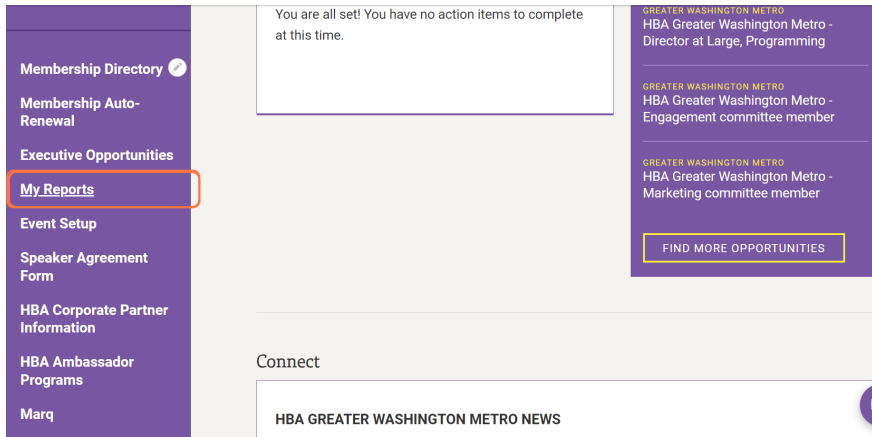 Membership Directory
Membership Auto-
Renewal
Executive Opportunities
My Reports
Event Setup
Speaker Agreement
Form
HBA Corporate Partner
Information
HBA Ambassador
Programs
Marq
You are all set! You have no action items to complete
at this time.
GREATER WASHINGTON METRO
HBA Greater Washington Metro -
Director at Large, Programming
GREATER WASHINGTON METRO
HBA Greater Washington Metro -
Engagement committee member
GREATER WASHINGTON METRO
HBA Greater Washington Metro -
Marketing committee member
FIND MORE OPPORTUNITIES
Connect
HBA GREATER WASHINGTON METRO NEWS